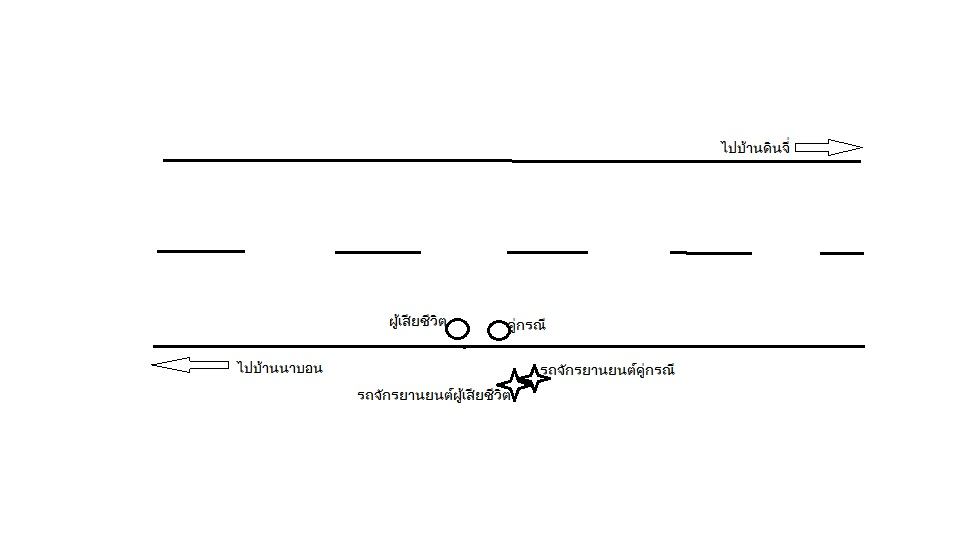 ไปบ้านดินจี่
ผู้เสียชีวิต
คู่กรณี
ไปบ้านนาบอน
รถจักรยานยนต์คู่กรณี
รถจักรยานยนต์ผู้เสียชีวิต